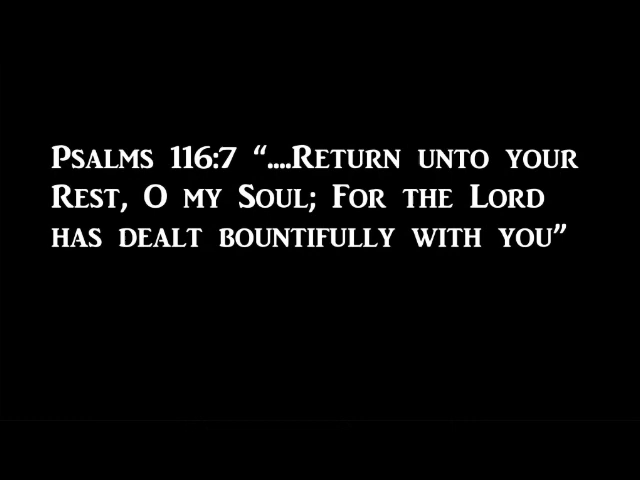 Psalms 116:7 “....Return unto your
Rest, O my Soul; For the Lord
has dealt bountifully with you”